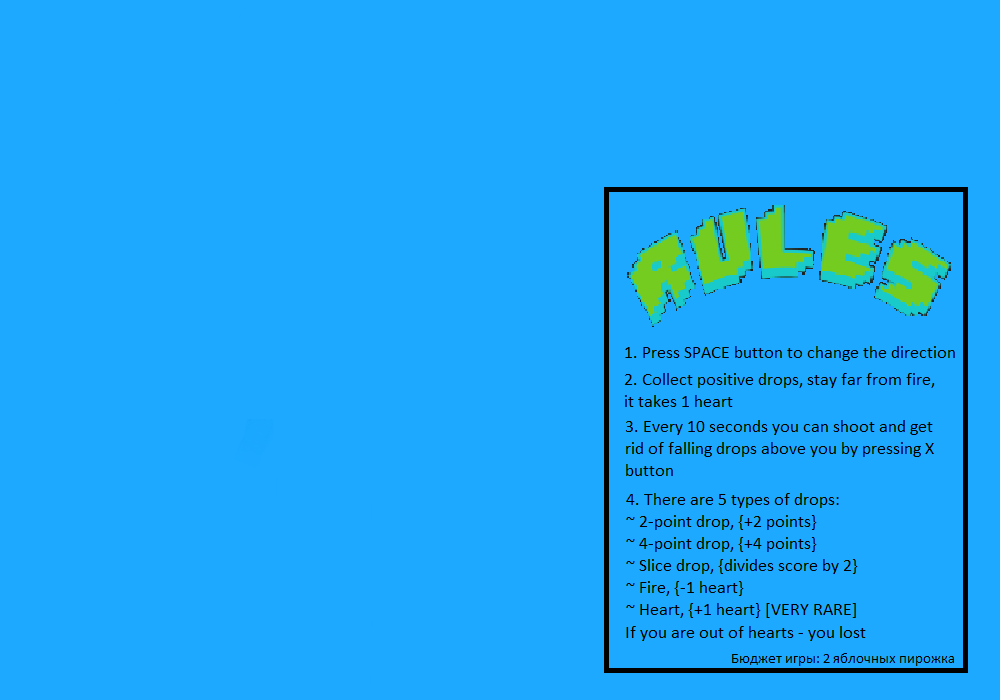 RULES
1. Press SPACE button to change the direction
2. Collect positive drops, stay far from fire,
it takes 1 heart
3. Every 10 seconds you can shoot and get
rid of falling drops above you by pressing X
button
4. There are 5 types of drops:
~ 2-point drop, {+2 points}
~ 4-point drop, {+4 points}
~ Slice drop, {divides score by 2}
~ Fire, {-1 heart}
~ Heart, {+1 heart} [VERY RARE]
If you are out of hearts - you lost
Бюджет игры: 2 яблочных пирожка